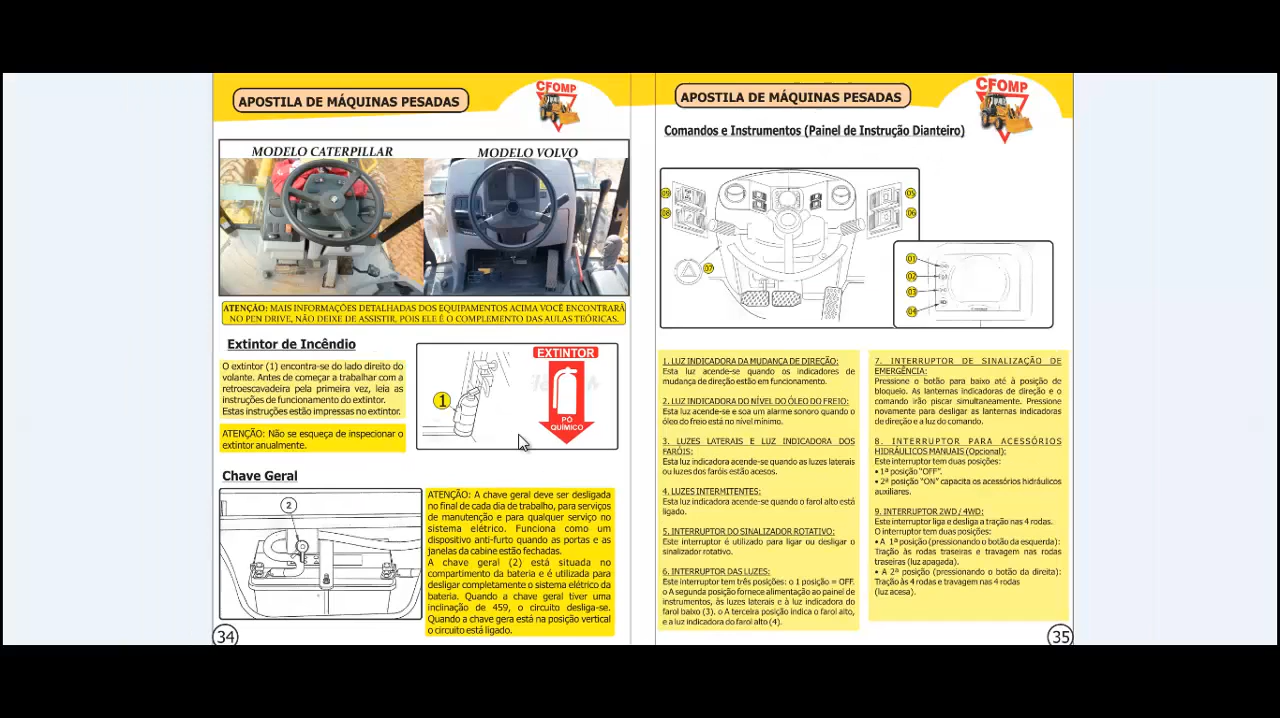 APOSTILA DE MÁQUINAS PESADAS
CFOMP
MODELO CATERPILLAR
MODELO VOLVO
ATENÇÃO: MAIS INFORMAÇÕES DETALHADAS DOS EQUIPAMENTOS ACIMA VOCÊ ENCONTRARÁ
NO PEN DRIVE, NÃO DEIXE DE ASSISTIR, POIS ELE É O COMPLEMENTO DAS AULAS TEÓRICAS.
Extintor de Incêndio
O extintor (1) encontra-se do lado direito do
volante. Antes de começar a trabalhar com a
retroescavadeira pela primeira vez, leia as
instruções de funcionamento do extintor.
Estas instruções estão impressas no extintor.
ATENÇÃO: Não se esqueça de inspecionar o
extintor anualmente.
1
EXTINTOR
PÓ
QUÍMICO
Chave Geral
2
ATENÇÃO: A chave geral deve ser desligada
no final de cada dia de trabalho, para serviços
de manutenção e para qualquer serviço no
sistema elétrico. Funciona como um
dispositivo anti-furto quando as portas e as
janelas da cabine estão fechadas.
A chave geral (2) está situada no
compartimento da bateria e é utilizada para
desligar completamente o sistema elétrico da
bateria. Quando a chave geral tiver uma
inclinação de 459, o circuito desliga-se.
Quando a chave gera está na posição vertical
o circuito está ligado.
34
APOSTILA DE MÁQUINAS PESADAS
CFOMP
Comandos e Instrumentos (Painel de Instrução Dianteiro)
09
08
07
05
06
01
02
03
04
1. LUZ INDICADORA DA MUDANÇA DE DIREÇÃO:
Esta luz acende-se quando os indicadores de
mudança de direção estão em funcionamento.
2. LUZ INDICADORA DO NÍVEL DO ÓLEO DO FREIO:
Esta luz acende-se e soa um alarme sonoro quando o
óleo do freio está no nível mínimo.
3. LUZES LATERAIS E LUZ INDICADORA DOS
FARÓIS:
Esta luz indicadora acende-se quando as luzes laterais
ou luzes dos faróis estão acesos.
4. LUZES INTERMITENTES:
Esta luz indicadora acende-se quando o farol alto está
ligado.
5. INTERRUPTOR DO SINALIZADOR ROTATIVO:
Este interruptor é utilizado para ligar ou desligar o
sinalizador rotativo.
6. INTERRUPTOR DAS LUZES:
Este interruptor tem três posições: o 1 posição = OFF.
o A segunda posição fornece alimentação ao painel de
instrumentos, às luzes laterais e à luz indicadora do
farol baixo (3). o A terceira posição indica o farol alto,
e a luz indicadora do farol alto (4).
7. INTERRUPTOR DE SINALIZAÇÃO DE
EMERGÊNCIA:
Pressione o botão para baixo até à posição de
bloqueio. As lanternas indicadoras de direção e o
comando irão piscar simultaneamente. Pressione
novamente para desligar as lanternas indicadoras
de direção e a luz do comando.
8. INTERRUPTOR PARA ACESSÓRIOS
HIDRÁULICOS MANUAIS (Opcional):
Este interruptor tem duas posições:
• 1ª posição "OFF".
• 2ª posição "ON" capacita os acessórios hidráulicos
auxiliares.
9. INTERRUPTOR 2WD / 4WD:
Este interruptor liga e desliga a tração nas 4 rodas.
O interruptor tem duas posições:
• A 1ª posição (pressionando o botão da esquerda):
Tração às rodas traseiras e travagem nas rodas
traseiras (luz apagada).
• A 2ª posição (pressionando o botão da direita):
Tração às 4 rodas e travagem nas 4 rodas
(luz acesa).
35